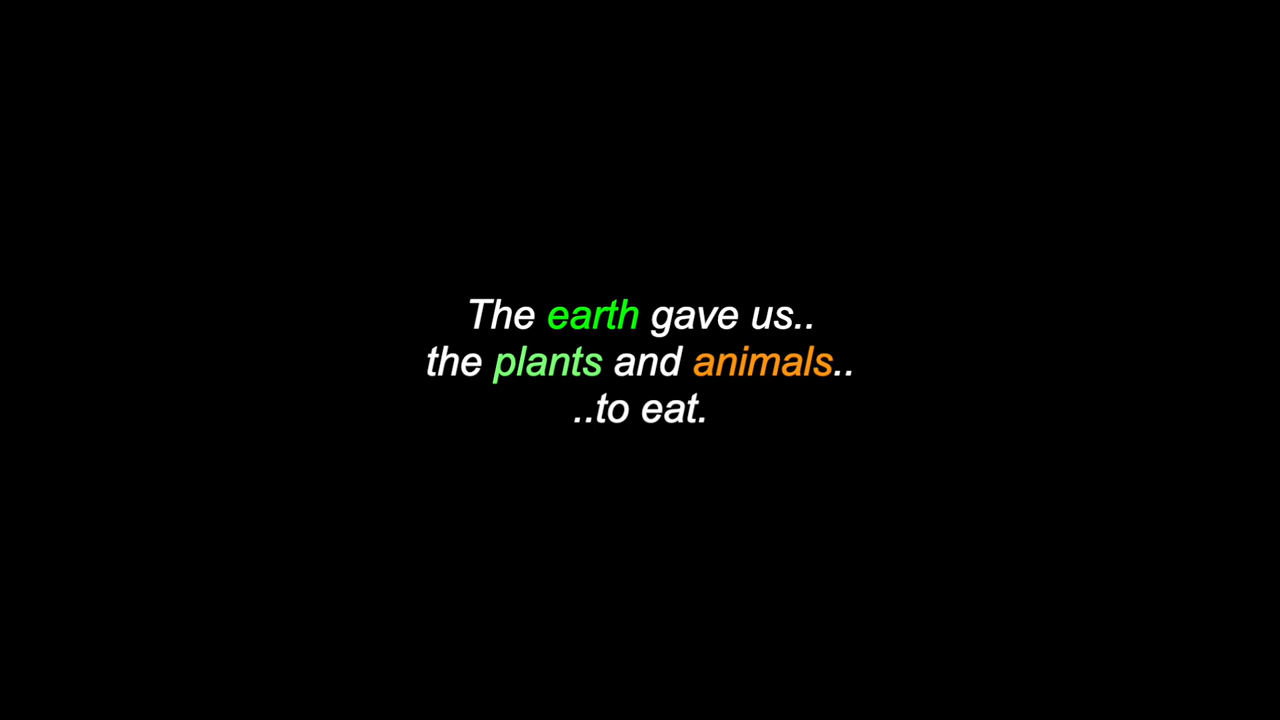 The earth gave us..
the plants and animals..
..to eat.